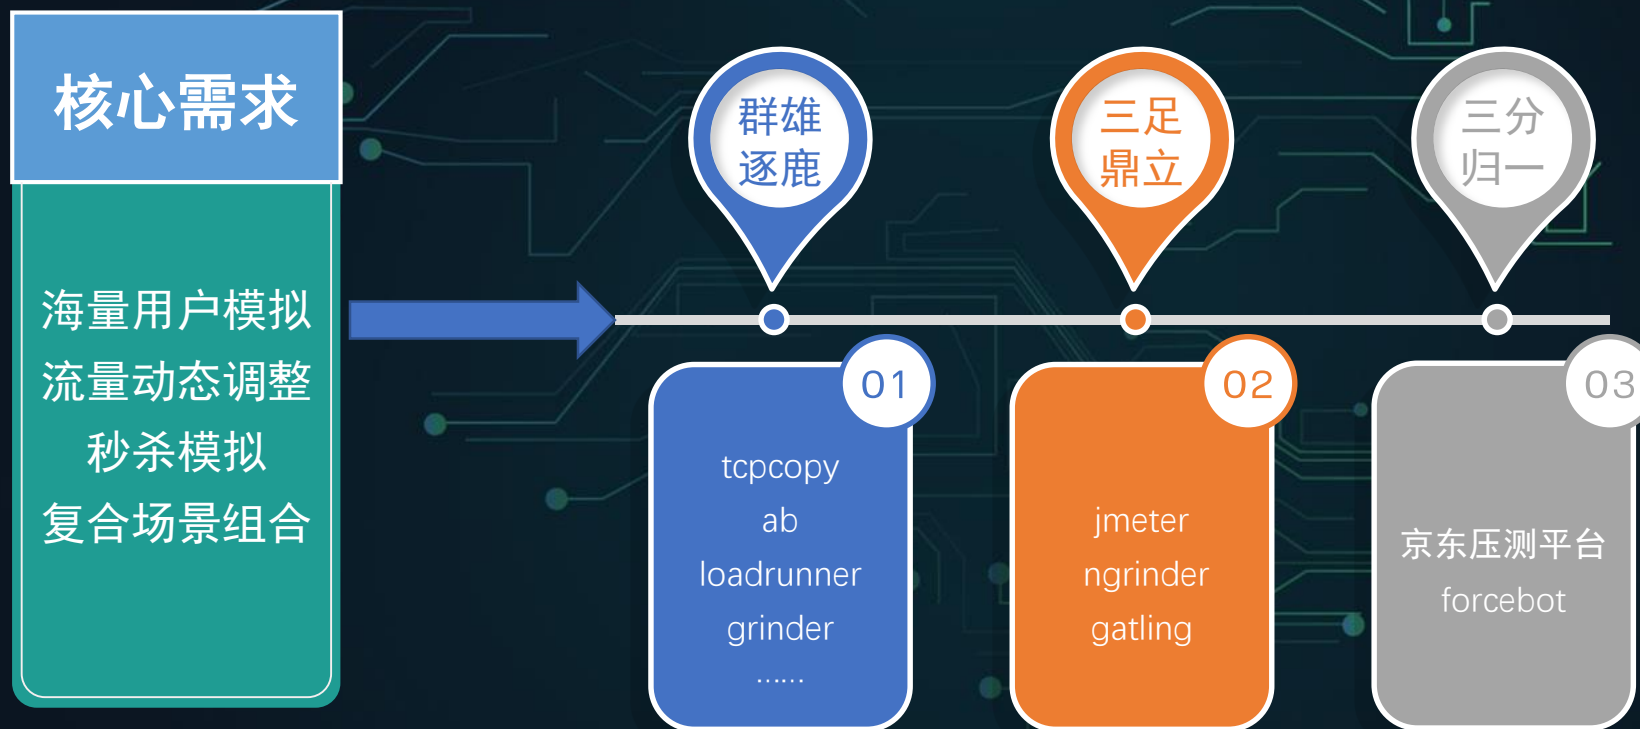 核心需求
海量用户模拟
流量动态调整
秒杀模拟
复合场景组合
群雄
逐鹿
01
tcpcopy
ab
loadrunner
grinder
……
三足
鼎立
02
jmeter
ngrinder
gatling
三分
归一
03
京东压测平台
forcebot